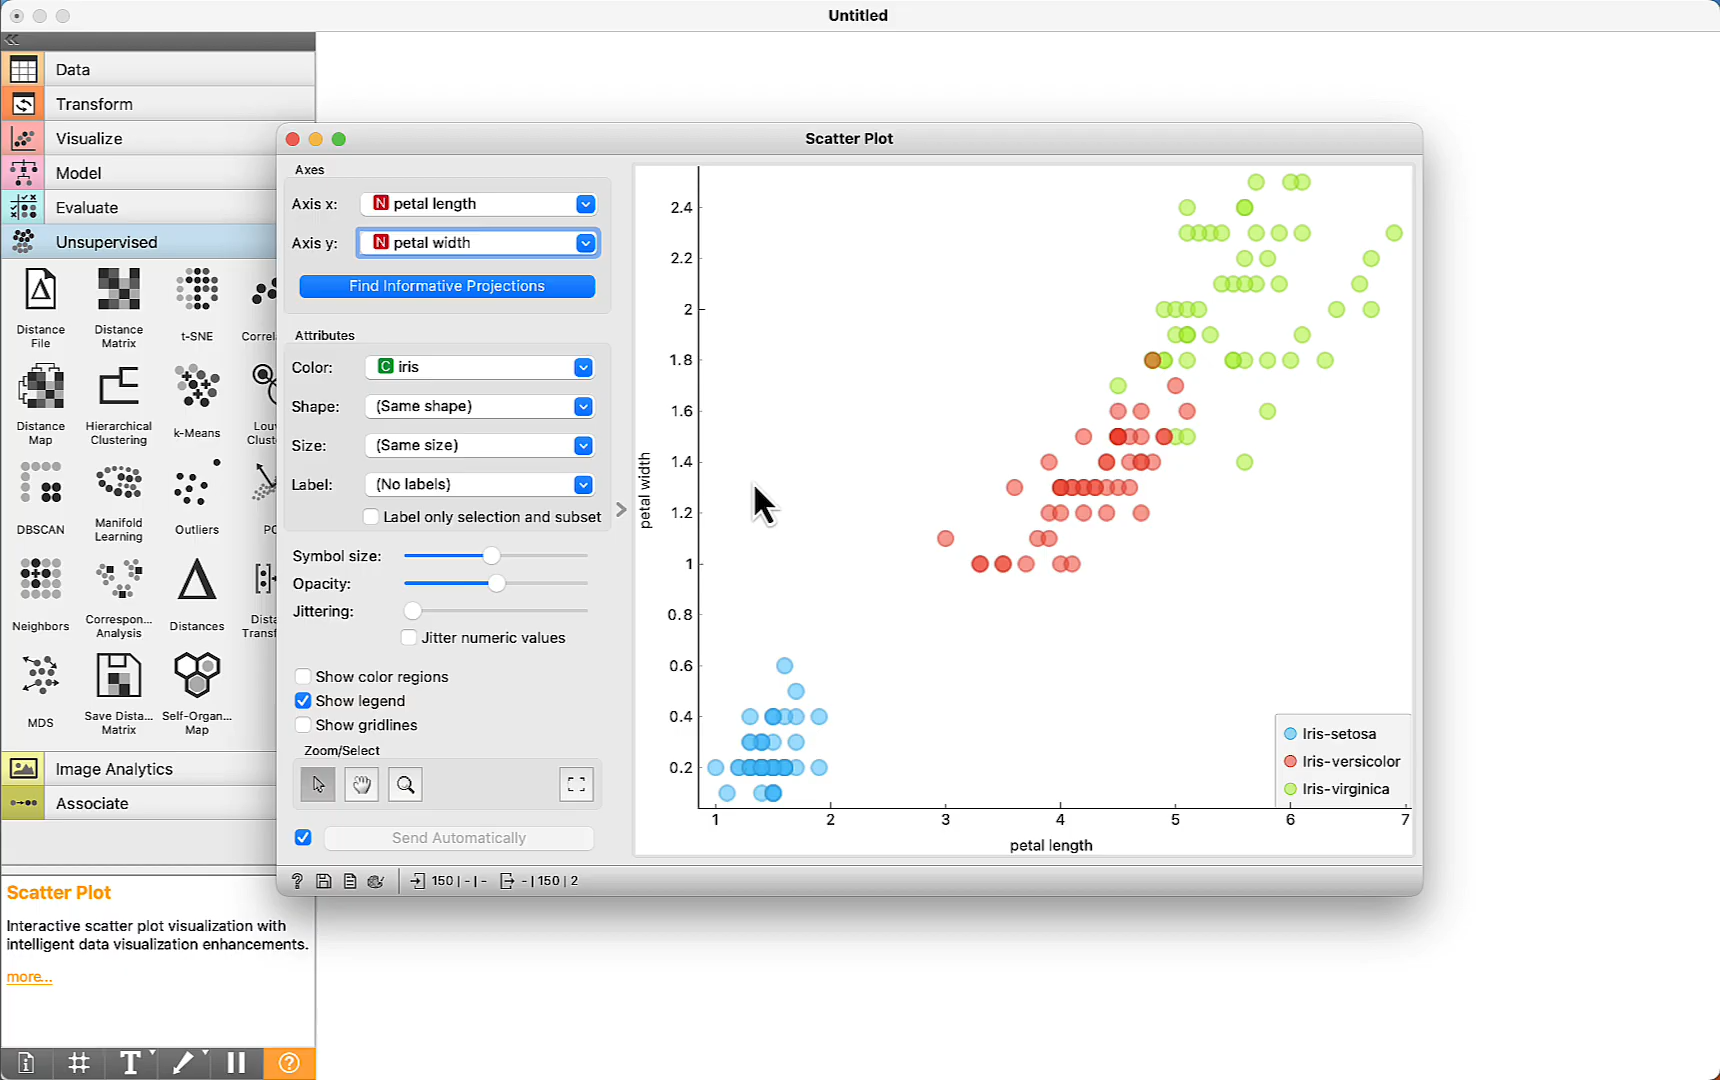 Untitled
Data
Transform
Visualize
Model
Evaluate
Unsupervised
Distance File
Distance Matrix
t-SNE
Correl
Distance Map
Hierarchical Clustering
k-Means
Louv
Clust
DBSCAN
Manifold Learning
Outliers
PC
Neighbors
Correspon... Analysis
Distances
Dista
Transf
MDS
Save Dista... Matrix
Self-Organ... Map
Image Analytics
Associate
Scatter Plot
Interactive scatter plot visualization with
intelligent data visualization enhancements.
more...
Scatter Plot
Axes
Axis x: N petal length
Axis y: N petal width
Find Informative Projections
Attributes
Color: C iris
Shape: (Same shape)
Size: (Same size)
Label: (No labels)
Label only selection and subset
Symbol size:
Opacity:
Jittering:
Jitter numeric values
Show color regions
Show legend
Show gridlines
Zoom/Select
Send Automatically
? 150 | - | - - | 150 | 2
petal width
2.4
2.2
2
1.8
1.6
1.4
1.2
1
0.8
0.6
0.4
0.2
1 2 3 4 5 6 7
petal length
Iris-setosa
Iris-versicolor
Iris-virginica
T
?